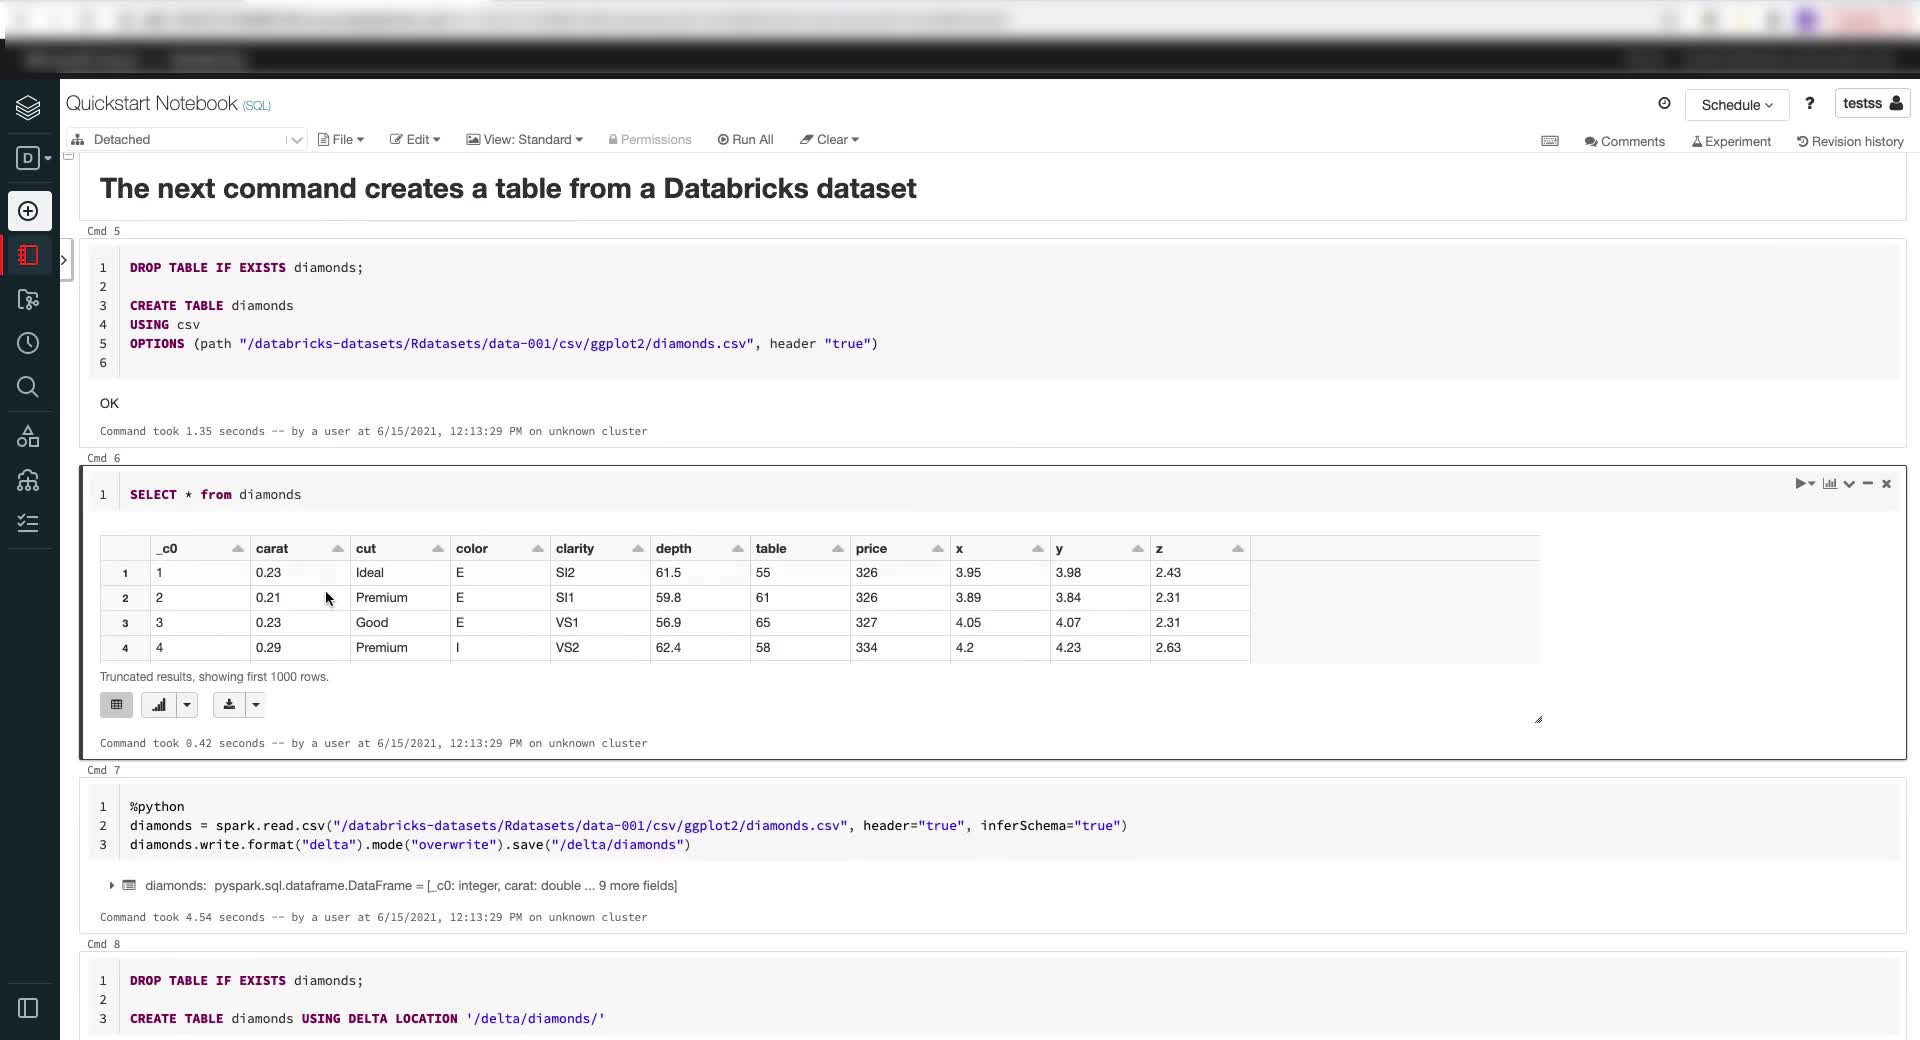 Quickstart Notebook (SQL)
Schedule
?
testss
D
Detached
File
Edit
View: Standard
Permissions
Run All
Clear
Comments
Experiment
Revision history
The next command creates a table from a Databricks dataset
Cmd 5
1 DROP TABLE IF EXISTS diamonds;
2
3 CREATE TABLE diamonds
4 USING csv
5 OPTIONS (path "/databricks-datasets/Rdatasets/data-001/csv/ggplot2/diamonds.csv", header "true")
6
OK
Command took 1.35 seconds -- by a user at 6/15/2021, 12:13:29 PM on unknown cluster
Cmd 6
1 SELECT * from diamonds
_c0 carat cut color clarity depth table price x y z
1 1 0.23 Ideal E SI2 61.5 55 326 3.95 3.98 2.43
2 2 0.21 Premium E SI1 59.8 61 326 3.89 3.84 2.31
3 3 0.23 Good E VS1 56.9 65 327 4.05 4.07 2.31
4 4 0.29 Premium I VS2 62.4 58 334 4.2 4.23 2.63
Truncated results, showing first 1000 rows.
Command took 0.42 seconds -- by a user at 6/15/2021, 12:13:29 PM on unknown cluster
Cmd 7
1 %python
2 diamonds = spark.read.csv("/databricks-datasets/Rdatasets/data-001/csv/ggplot2/diamonds.csv", header="true", inferSchema="true")
3 diamonds.write.format("delta").mode("overwrite").save("/delta/diamonds")
diamonds: pyspark.sql.dataframe.DataFrame = [_c0: integer, carat: double ... 9 more fields]
Command took 4.54 seconds -- by a user at 6/15/2021, 12:13:29 PM on unknown cluster
Cmd 8
1 DROP TABLE IF EXISTS diamonds;
2
3 CREATE TABLE diamonds USING DELTA LOCATION '/delta/diamonds/'